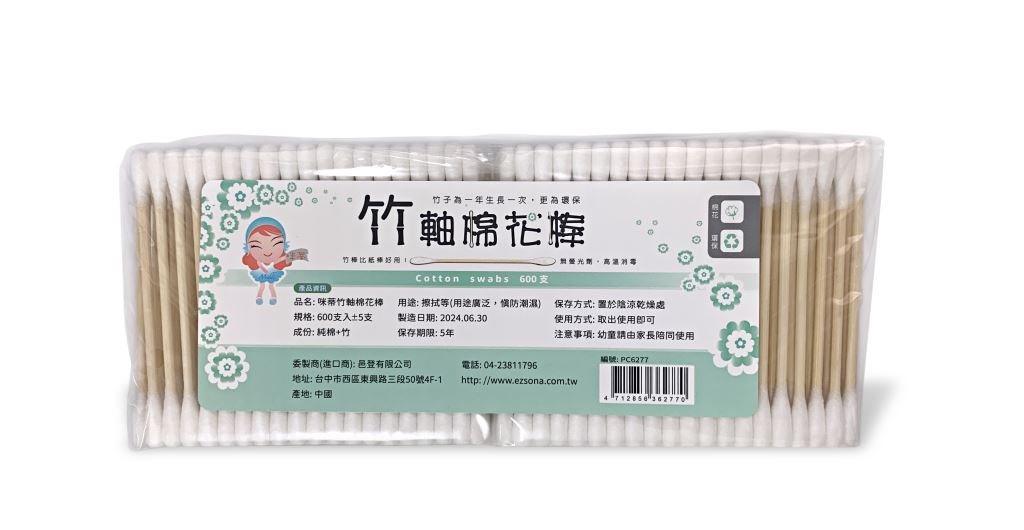 竹子為一年生長一次，更為環保
竹軸棉花棒
竹棒比紙棒好用！
無螢光劑，高溫消毒
Cotton swabs 600支
棉花
環保
產品資訊
品名: 咪蒂竹軸棉花棒
規格: 600支入±5支
成份: 純棉+竹
用途: 擦拭等(用途廣泛，慎防潮濕)
製造日期: 2024.06.30
保存期限: 5年
保存方式: 置於陰涼乾燥處
使用方式: 取出使用即可
注意事項: 幼童請由家長陪同使用
委製商(進口商): 邑登有限公司
地址: 台中市西區東興路三段50號4F-1
產地: 中國
電話: 04-23811796
http: //www.ezsona.com.tw
編號: PC6277
4 712856 362770